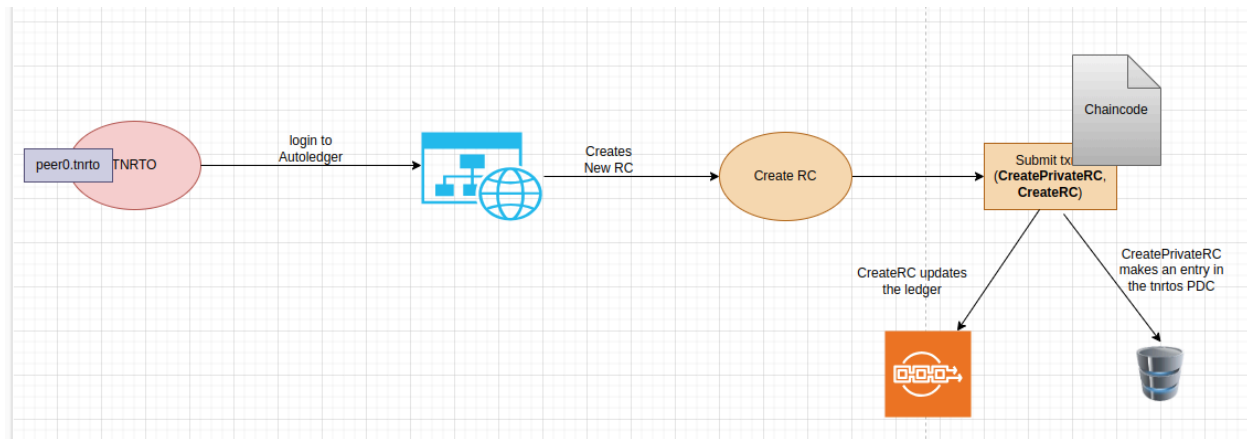 peer0.tnrto
TNRTO
login to
Autoledger
Creates
New RC
Create RC
Chaincode
Submit tx
(CreatePrivateRC,
CreateRC)
CreateRC updates
the ledger
CreatePrivateRC
makes an entry in
the tnrtos PDC